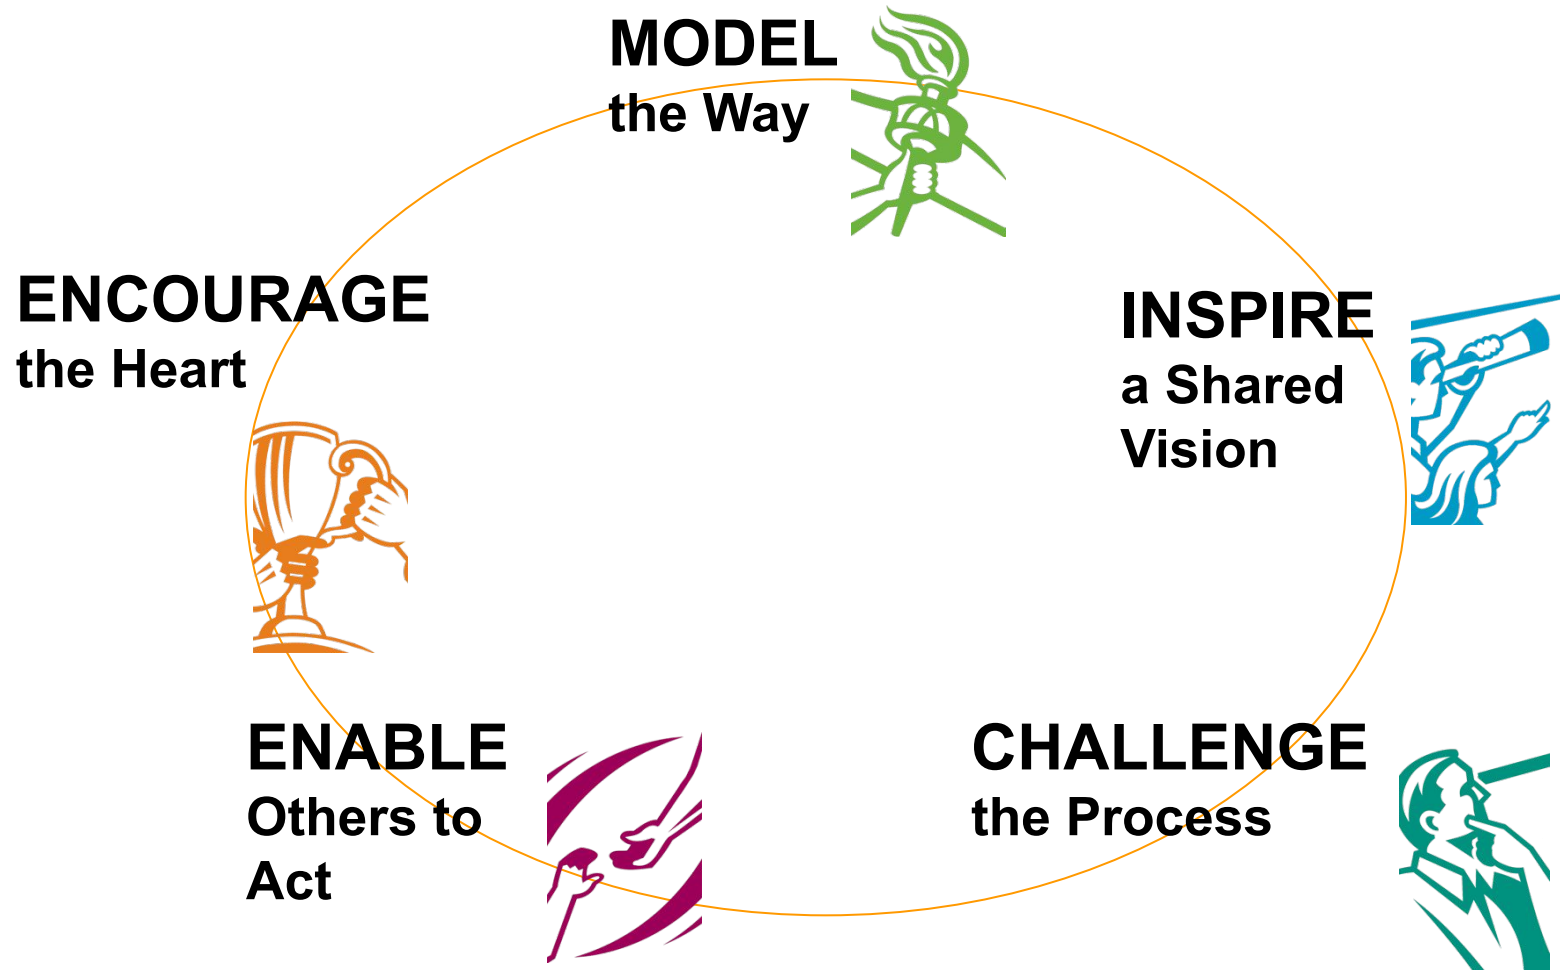 MODEL
the Way
INSPIRE
a Shared
Vision
CHALLENGE
the Process
ENABLE
Others to
Act
ENCOURAGE
the Heart